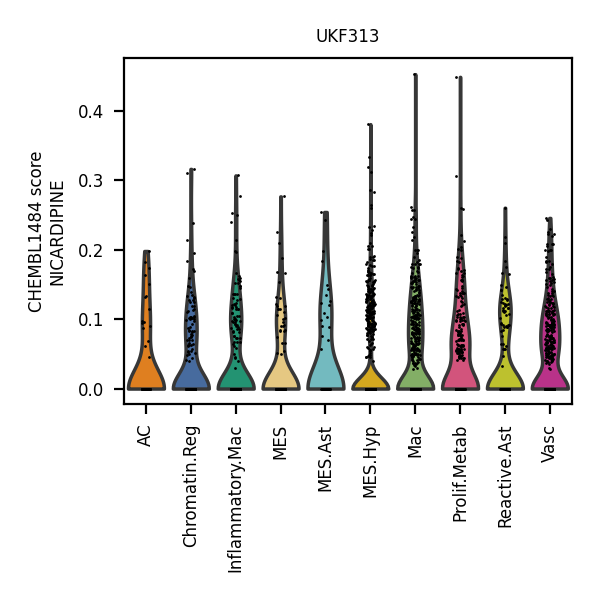 UKF313
CHEMBL1484 score
NICARDIPINE
0.4
0.3
0.2
0.1
0.0
AC
Chromatin.Reg
Inflammatory.Mac
MES
MES.Ast
MES.Hyp
Mac
Prolif.Metab
Reactive.Ast
Vasc